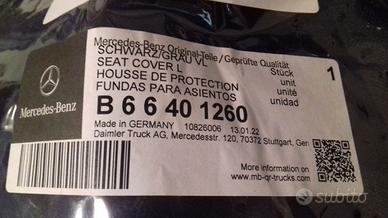 Mercedes-Benz Original-Teile/Geprüfte Qualität
SCHWARZ/GRAU VL
SEAT COVER L
HOUSSE DE PROTECTION
FUNDAS PARA ASIENTOS
Stück
unit
unité
unidad
1
Mercedes-Benz
B 6 6 40 1260
Made in GERMANY 10826006 13.01.22
Daimler Truck AG, Mercedesstr. 120, 70372 Stuttgart, Ger
More information:
www.mb-qr-trucks.com
subito